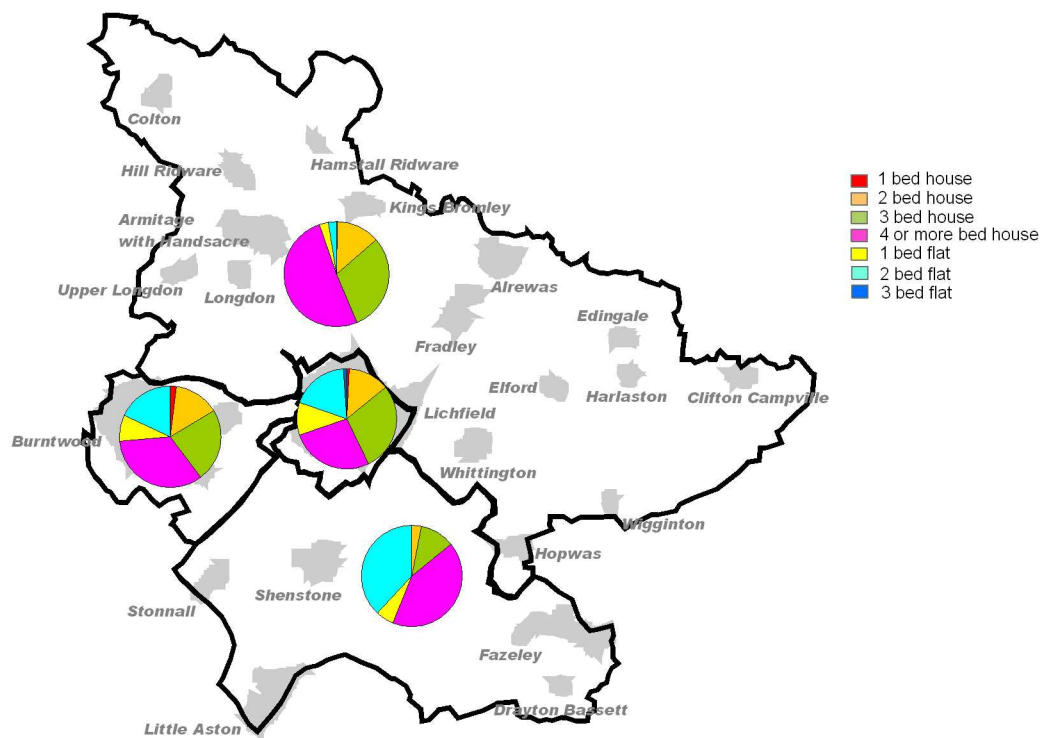 Colton
Hill Ridware
Hamstall Ridware
Armitage
with Handsacre
Kings Bromley
Upper Longdon
Longdon
Alrewas
Fradley
Edingale
Elford
Harlaston
Clifton Campville
Burntwood
Lichfield
Whittington
Wigginton
Hopwas
Stonnall
Shenstone
Fazeley
Drayton Bassett
Little Aston
1 bed house
2 bed house
3 bed house
4 or more bed house
1 bed flat
2 bed flat
3 bed flat